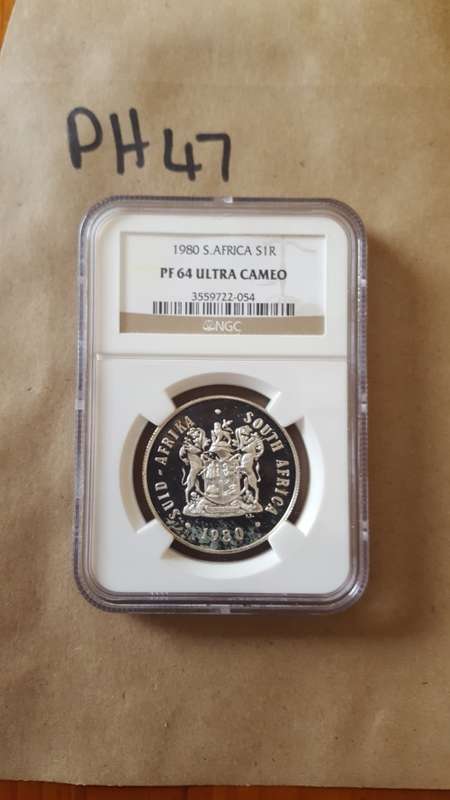 PH47
1980 S.AFRICA S1R
PF 64 ULTRA CAMEO
3559722-054
NGC
SUID-AFRIKA SOUTH AFRICA
1980